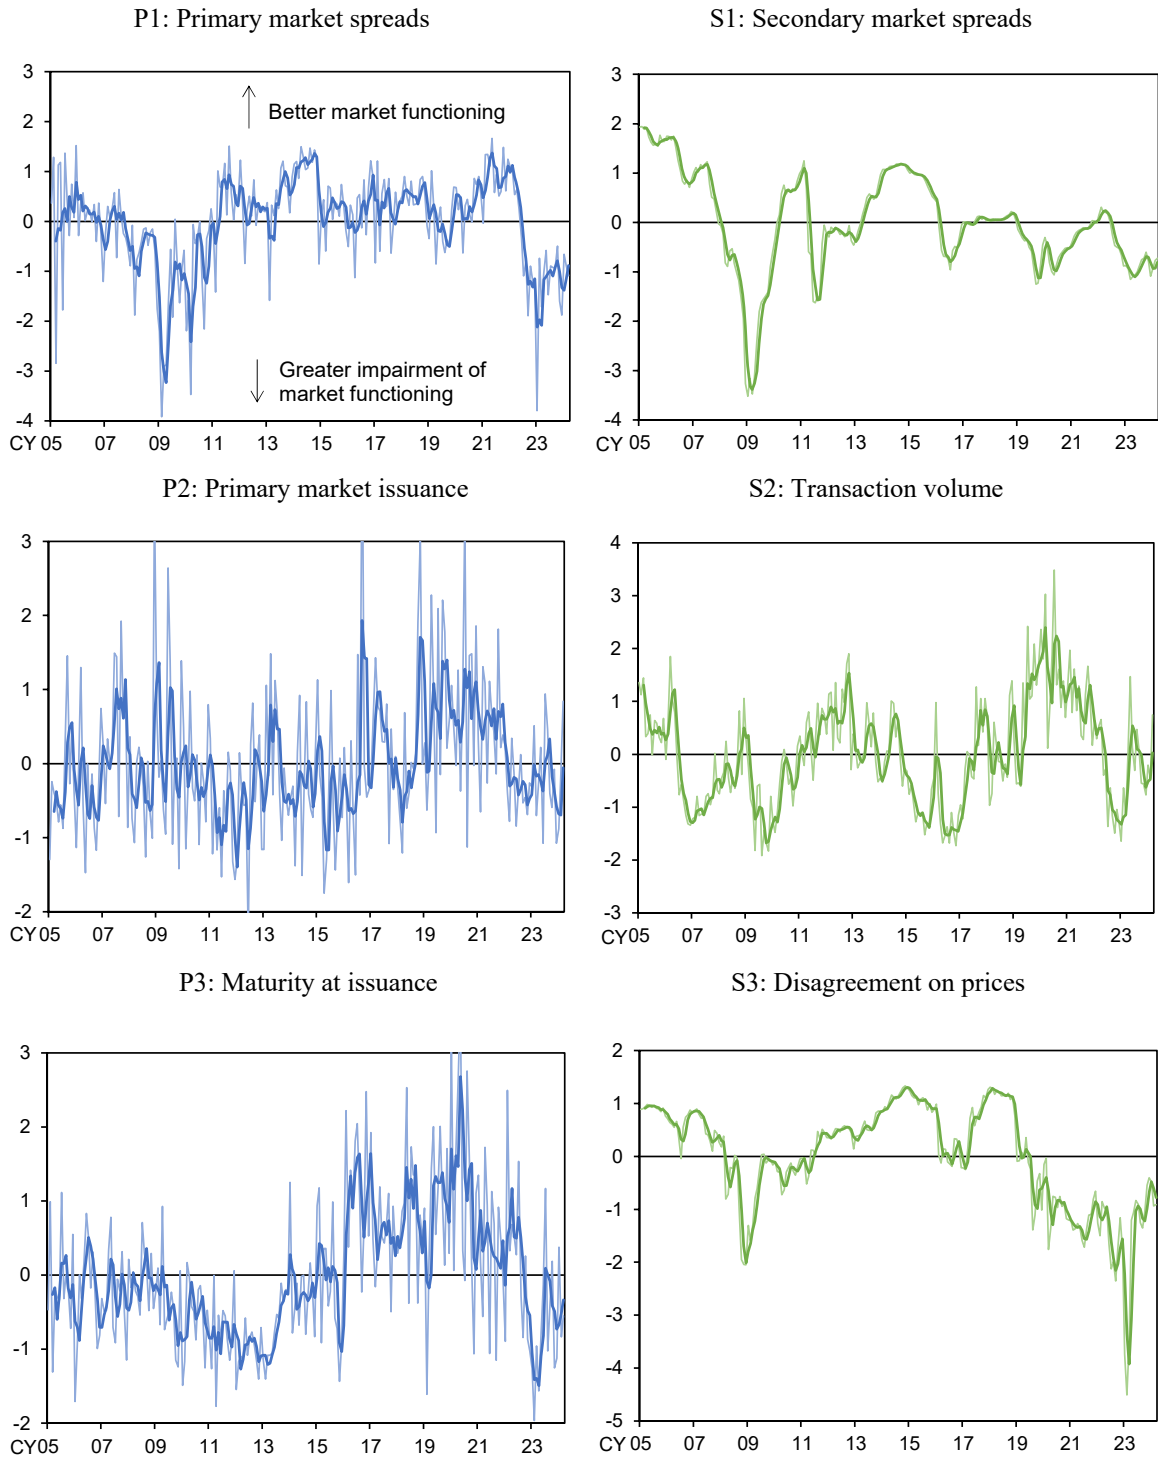 P1: Primary market spreads
3
2
1
0
-1
-2
-3
-4
Better market functioning
Greater impairment of
market functioning
CY 05 07 09 11 13 15 17 19 21 23
S1: Secondary market spreads
3
2
1
0
-1
-2
-3
-4
CY 05 07 09 11 13 15 17 19 21 23
P2: Primary market issuance
3
2
1
0
-1
-2
CY 05 07 09 11 13 15 17 19 21 23
S2: Transaction volume
4
3
2
1
0
-1
-2
-3
CY 05 07 09 11 13 15 17 19 21 23
P3: Maturity at issuance
3
2
1
0
-1
-2
CY 05 07 09 11 13 15 17 19 21 23
S3: Disagreement on prices
2
1
0
-1
-2
-3
-4
-5
CY 05 07 09 11 13 15 17 19 21 23